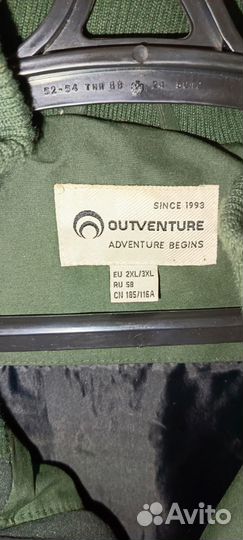 52-54
SINCE 1993
OUTVENTURE
ADVENTURE BEGINS
EU 2XL/3XL
RU 58
CN 185/116A
Avito